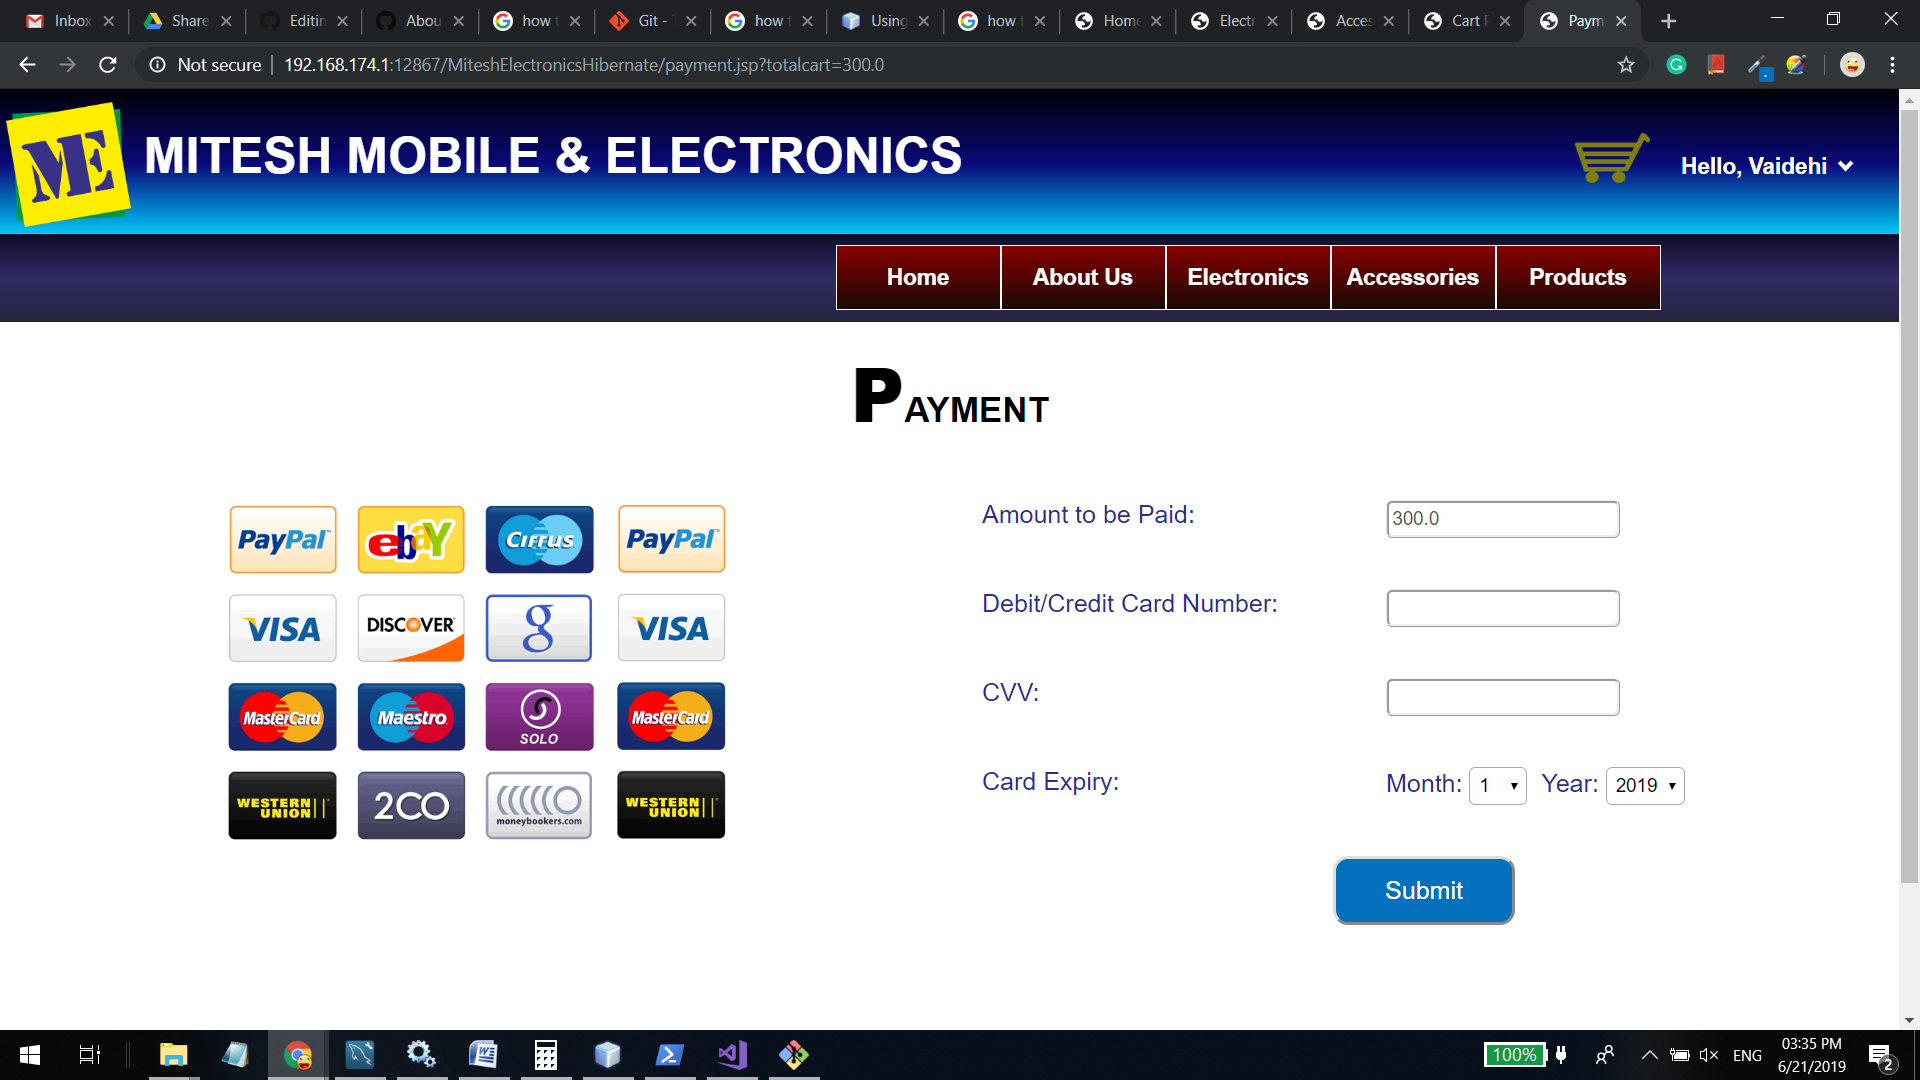 Inbox
Share
Editin
Abou
how t
Git -
how t
Using
how t
Home
Electr
Acces
Cart P
Paym
Not secure
192.168.174.1:12867/MiteshElectronicsHibernate/payment.jsp?totalcart=300.0
ME
MITESH MOBILE & ELECTRONICS
Hello, Vaidehi
Home
About Us
Electronics
Accessories
Products
PAYMENT
PayPal
ebaY
Cirrus
PayPal
Amount to be Paid:
300.0
VISA
DISCOVER
g
VISA
Debit/Credit Card Number:
MasterCard
Maestro
SOLO
MasterCard
CVV:
WESTERN
UNION
2CO
moneybookers.com
WESTERN
UNION
Card Expiry:
Month: 1 Year: 2019
Submit
100%
ENG
03:35 PM
6/21/2019
2